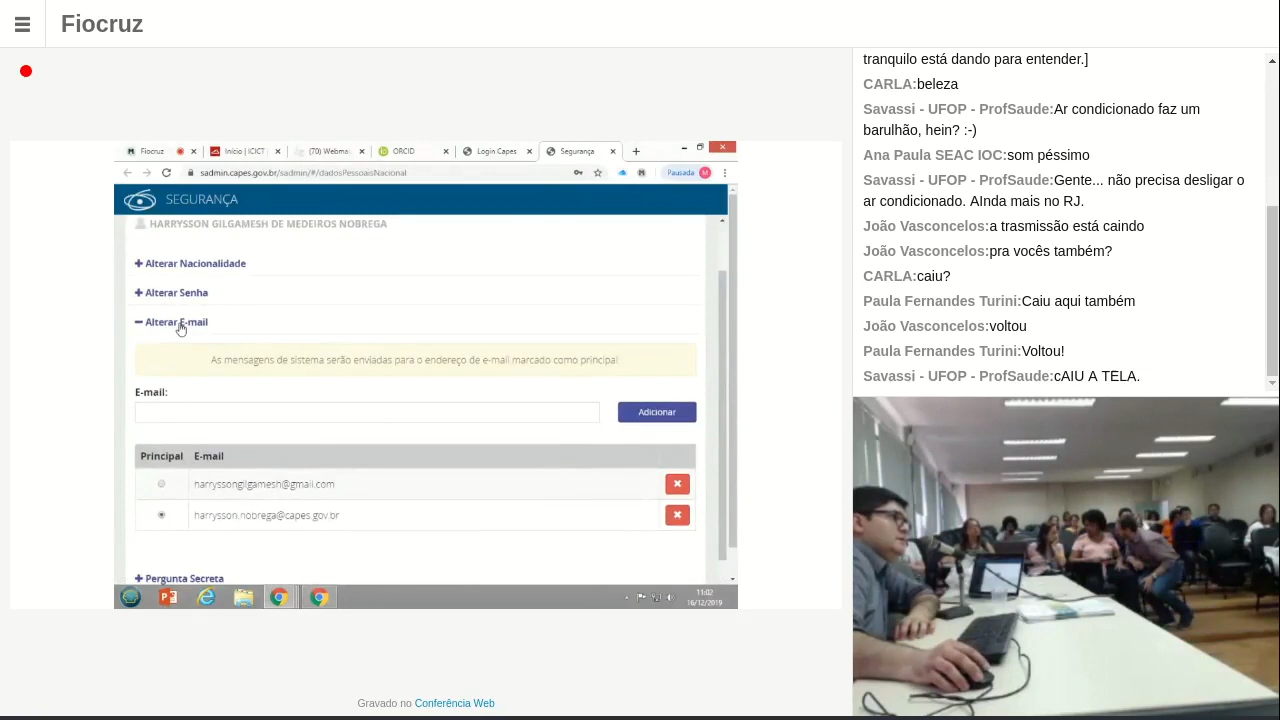 Fiocruz
Fiocruz
Início | ICICT
(70) Webma
ORCID
Login Capes
Segurança
sadmin.capes.gov.br/sadmin/#/dadosPessoaisNacional
Pausada
M
SEGURANÇA
HARRYSSON GILGAMESH DE MEDEIROS NOBREGA
Alterar Nacionalidade
Alterar Senha
Alterar E-mail
As mensagens de sistema serão enviadas para o endereço de e-mail marcado como principal
E-mail:
Adicionar
Principal E-mail
harryssongilgamesh@gmail.com
harrysson.nobrega@capes.gov.br
Pergunta Secreta
11:02
16/12/2019
Gravado no Conferência Web
tranquilo está dando para entender.]
CARLA:beleza
Savassi - UFOP - ProfSaude:Ar condicionado faz um
barulhão, hein? :-)
Ana Paula SEAC IOC:som péssimo
Savassi - UFOP - ProfSaude:Gente... não precisa desligar o
ar condicionado. AInda mais no RJ.
João Vasconcelos:a trasmissão está caindo
João Vasconcelos:pra vocês também?
CARLA:caiu?
Paula Fernandes Turini:Caiu aqui também
João Vasconcelos:voltou
Paula Fernandes Turini:Voltou!
Savassi - UFOP - ProfSaude:cAIU A TELA.